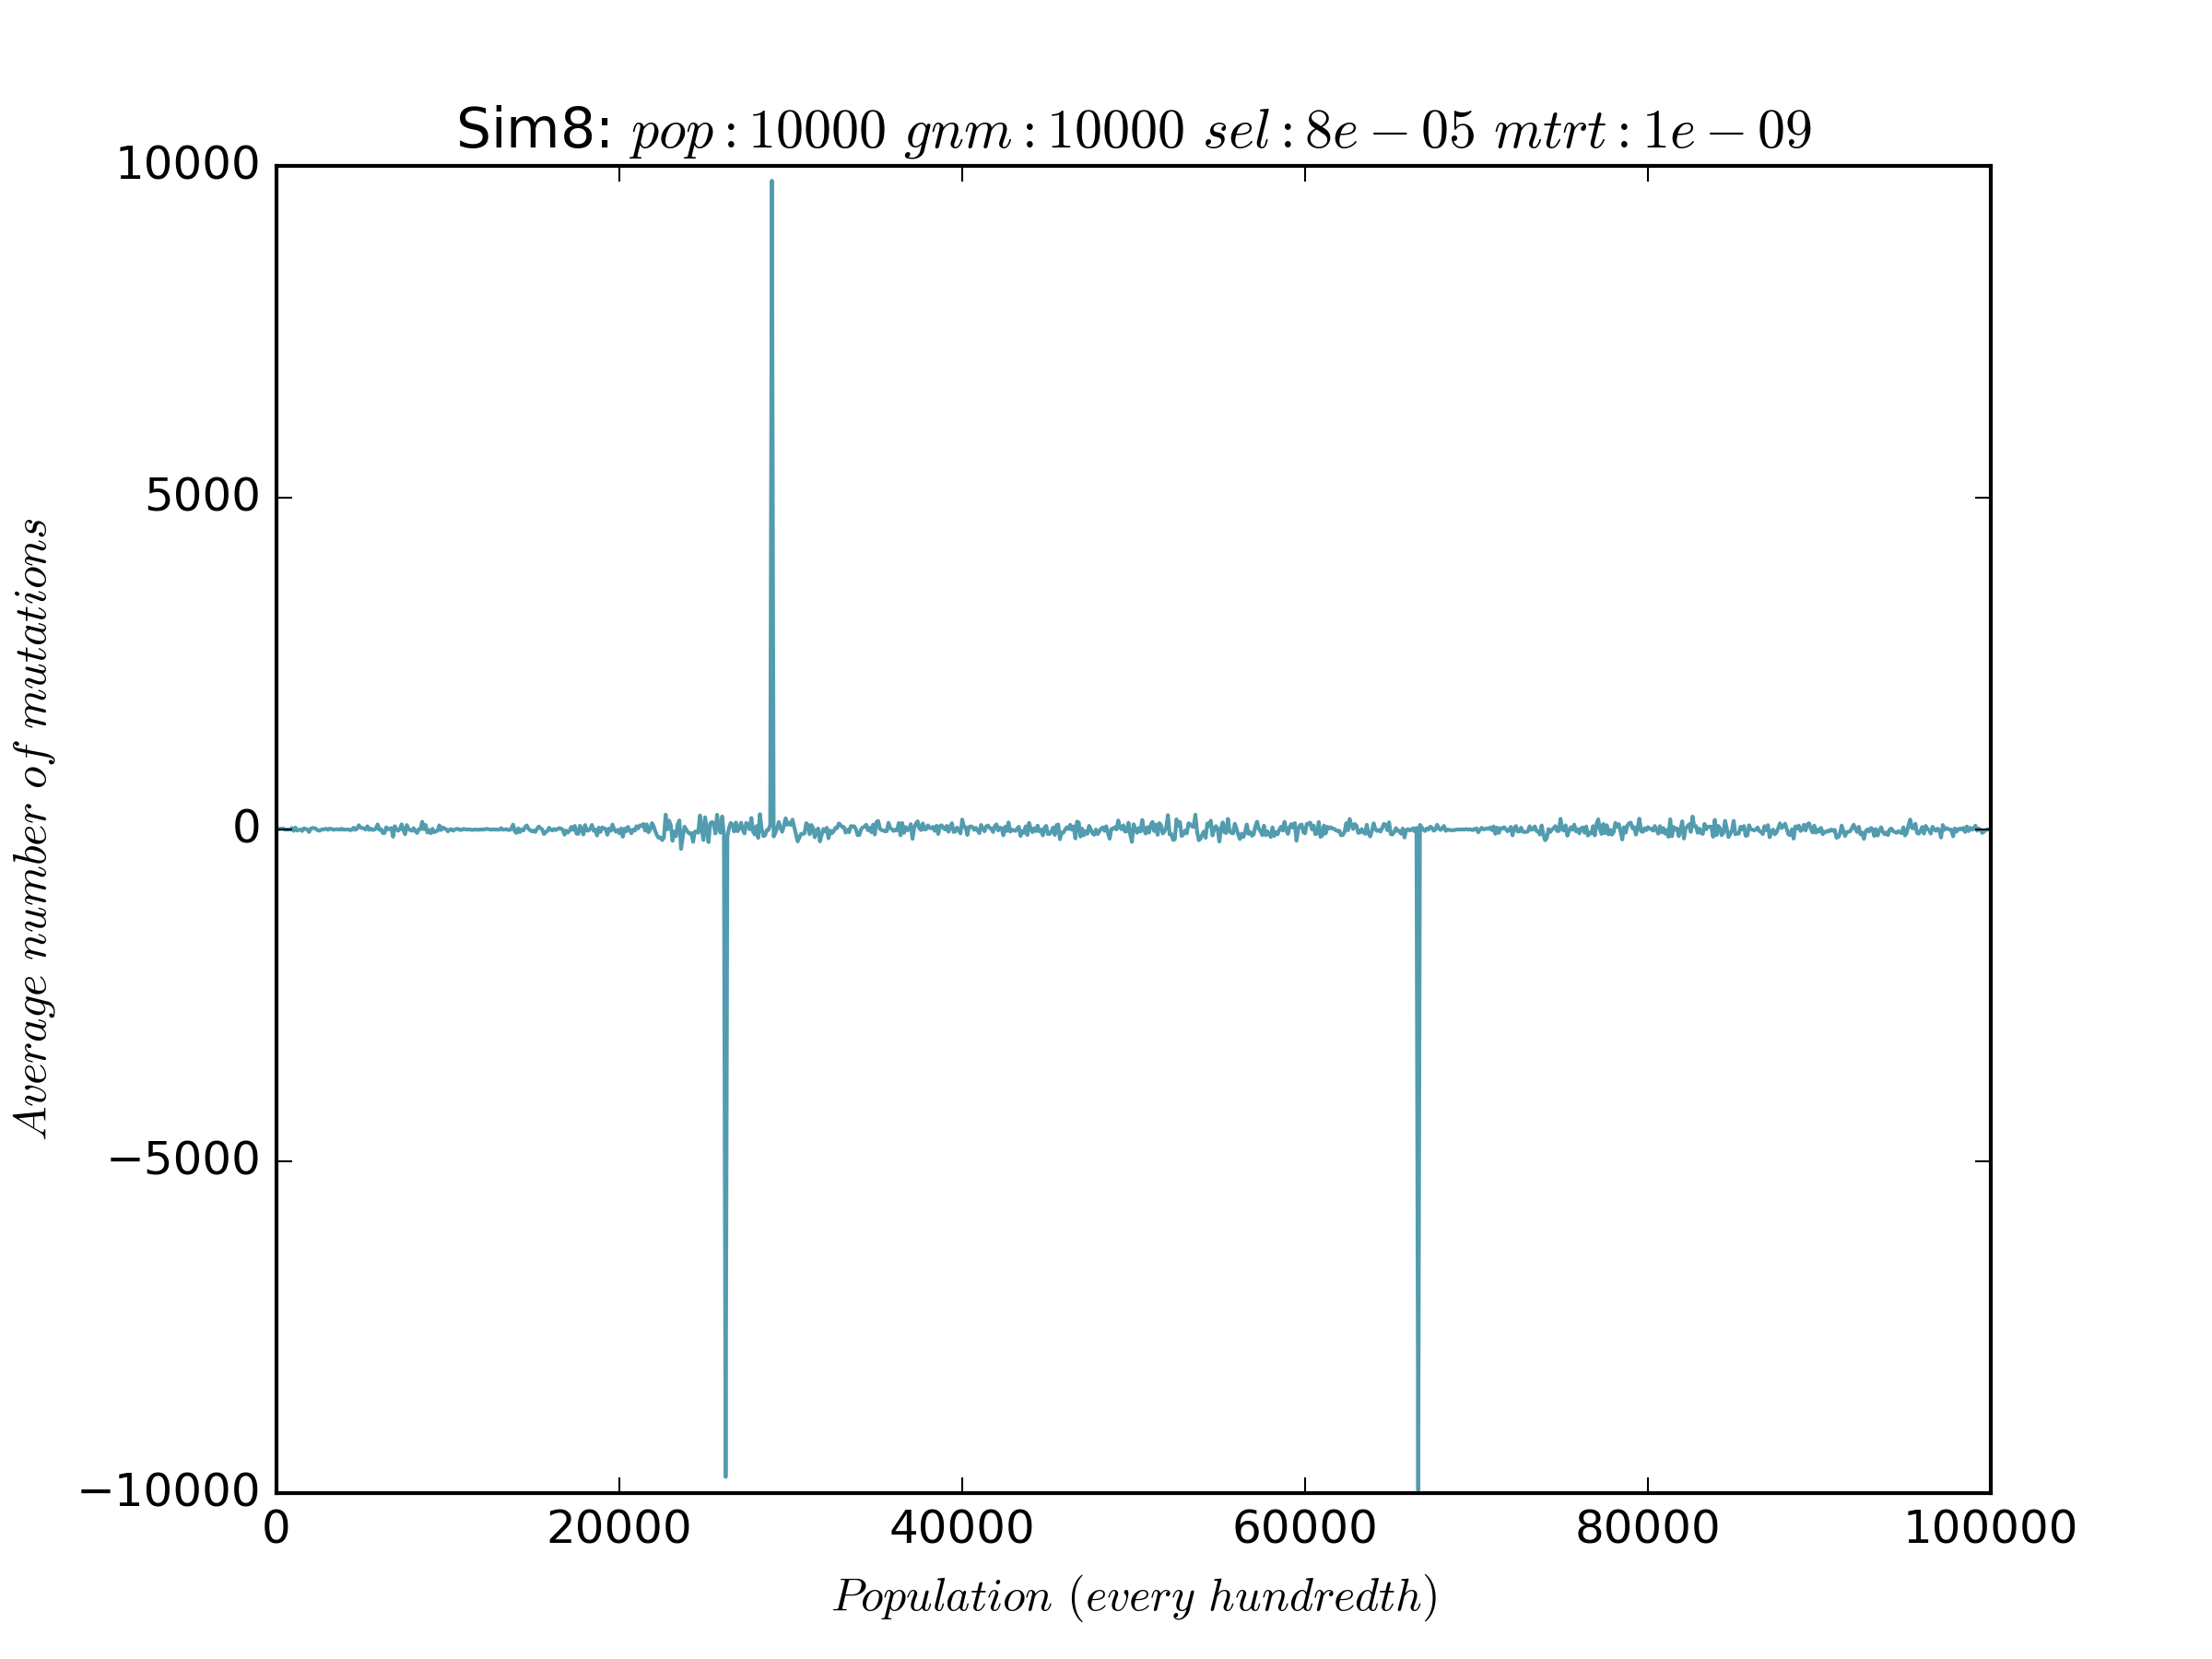 Sim8: pop : 10000 gnm : 10000 sel : 8e − 05 mtrt : 1e − 09
10000
5000
0
−5000
−10000
Average number of mutations
0 20000 40000 60000 80000 100000
Population (every hundredth)